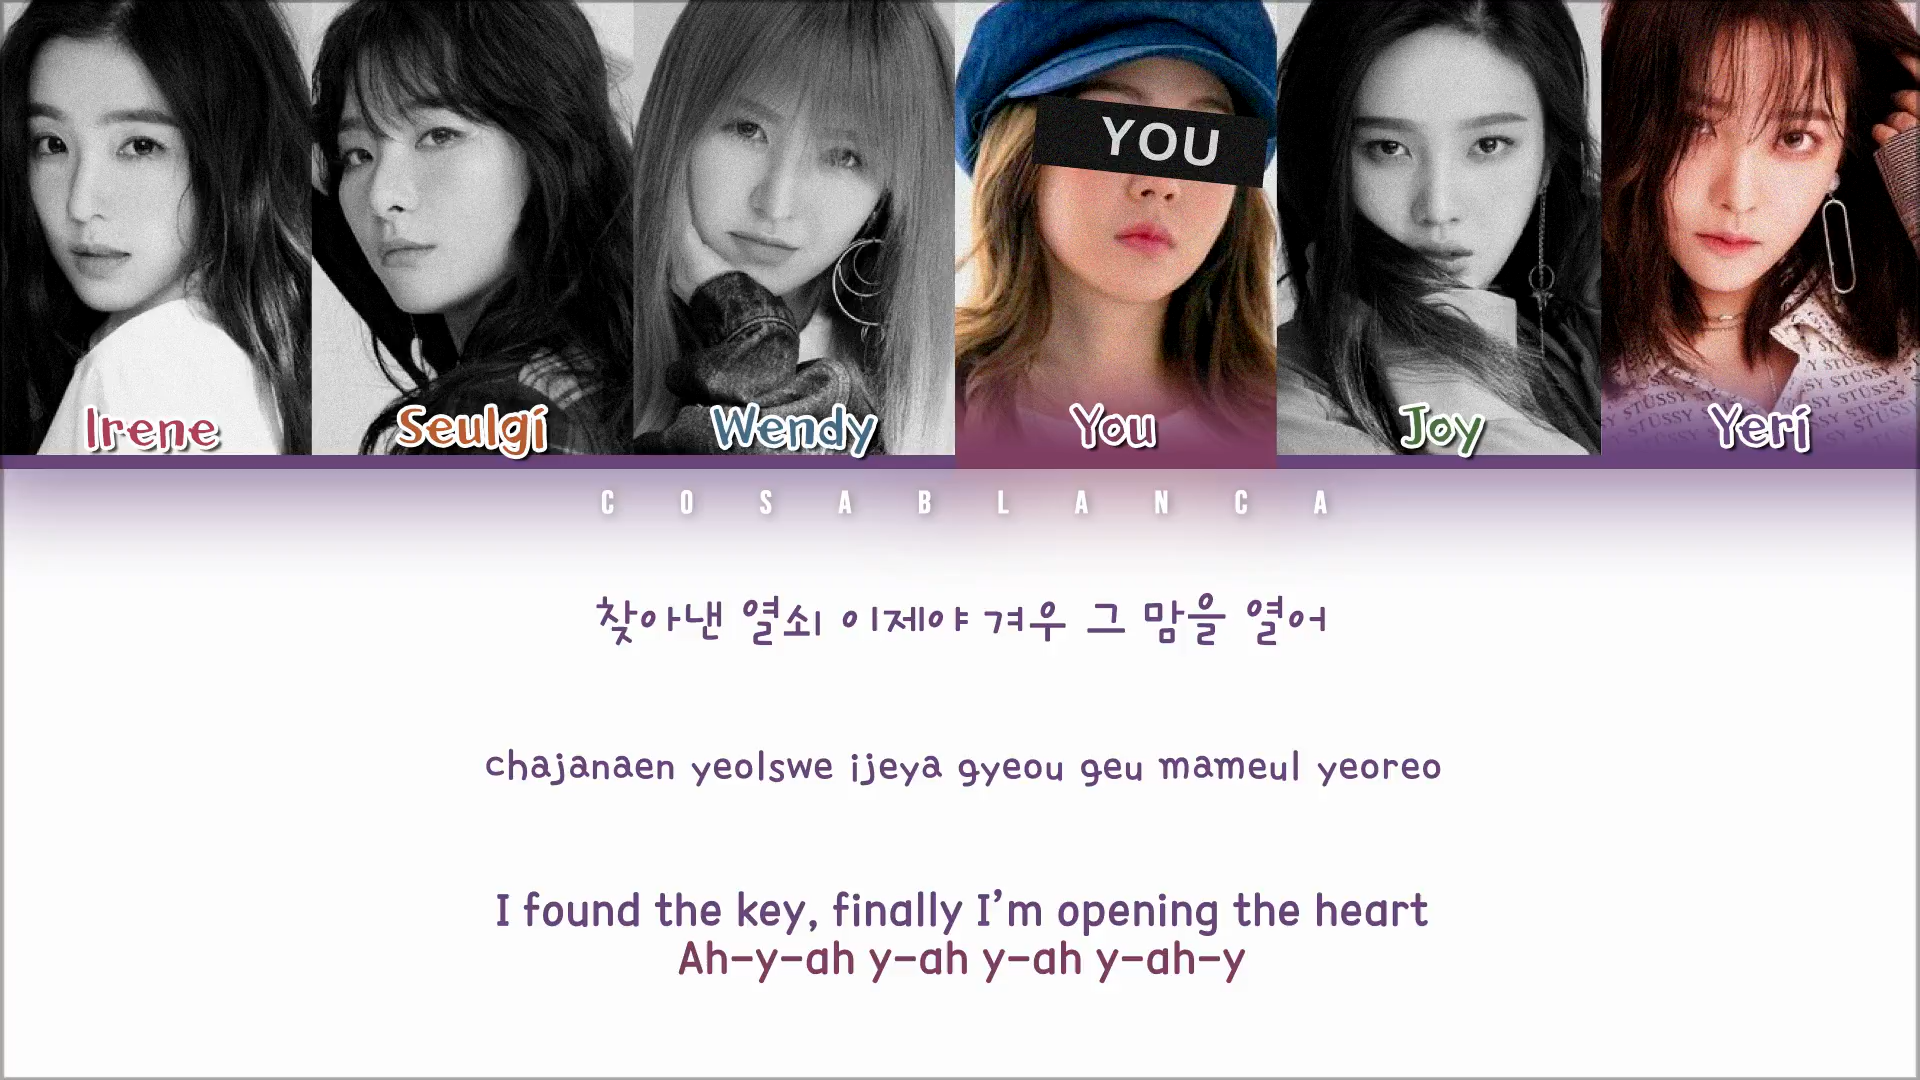 YOU
Irene
Seulgi
Wendy
You
Joy
Yeri
COSABLANCA
찾아낸 열쇠 이제야 겨우 그 맘을 열어
chajanaen yeolswe ijeya gyeou geu mameul yeoreo
I found the key, finally I’m opening the heart
Ah-y-ah y-ah y-ah y-ah-y